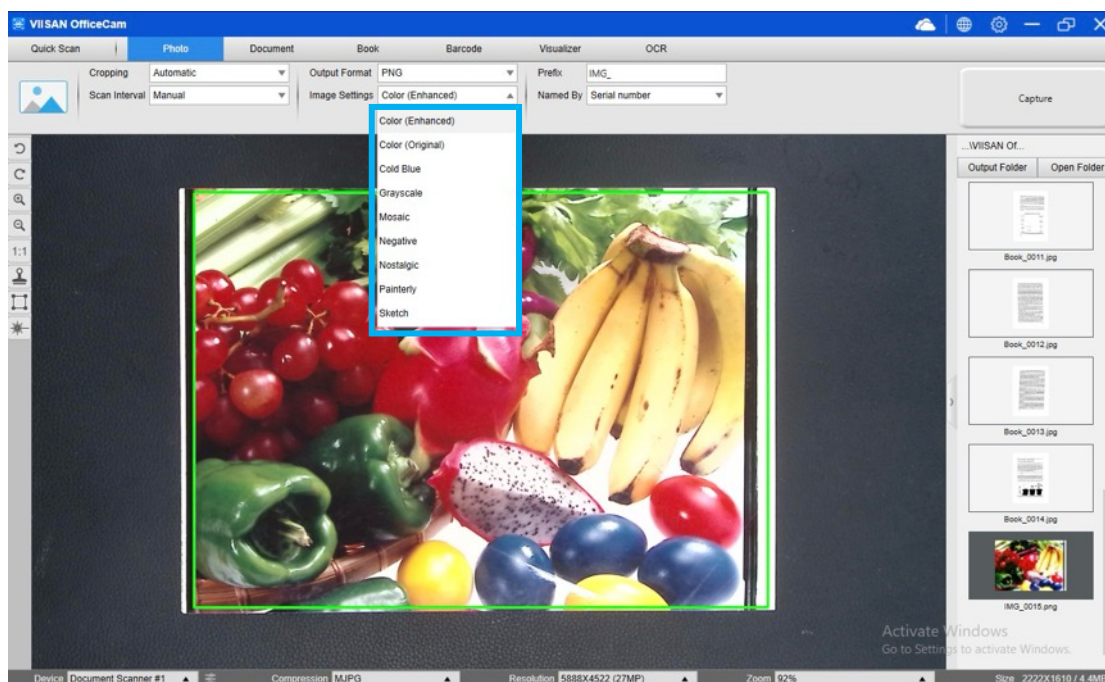 VIISAN OfficeCam
Quick Scan Photo Document Book Barcode Visualizer OCR
Cropping Automatic Output Format PNG Prefix IMG_
Scan Interval Manual Image Settings Color (Enhanced) Named By Serial number
Capture
Color (Enhanced)
Color (Original)
Cold Blue
Grayscale
Mosaic
Negative
Nostalgic
Painterly
Sketch
1:1
...\VIISAN Of...
Output Folder Open Folder
Book_0011.jpg
Book_0012.jpg
Book_0013.jpg
Book_0014.jpg
IMG_0015.png
Activate Windows
Go to Settings to activate Windows.
Device Document Scanner #1 Compression MJPG Resolution 5888X4522 (27MP) Zoom 92% Size 2222X1610 / 4.4MB